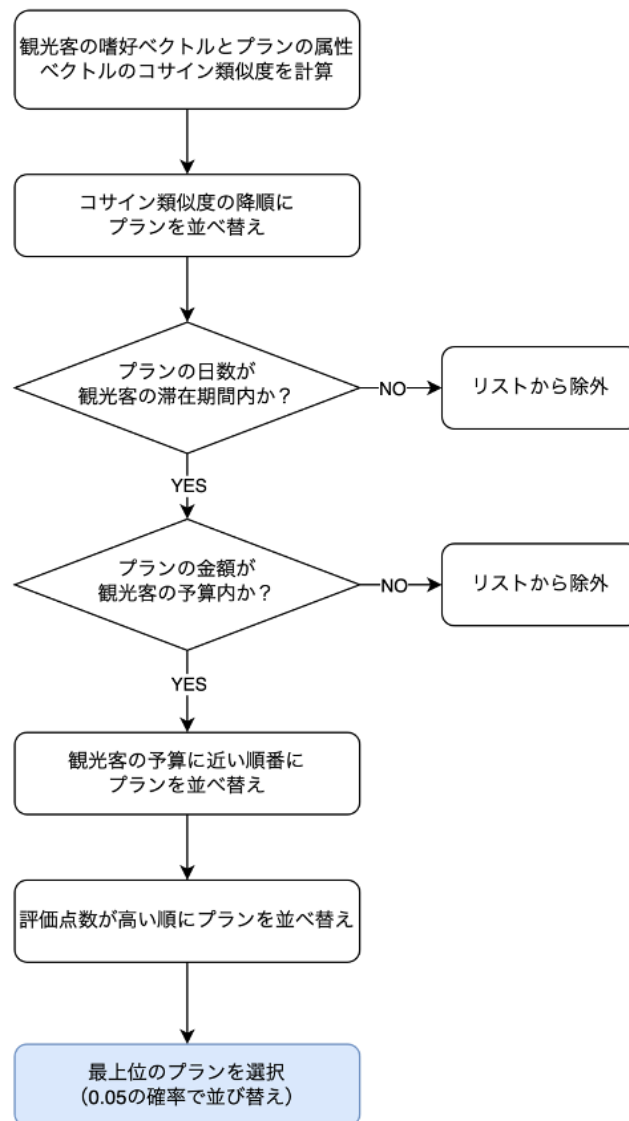 観光客の嗜好ベクトルとプランの属性
ベクトルのコサイン類似度を計算
コサイン類似度の降順に
プランを並べ替え
プランの日数が
観光客の滞在期間内か？
NO
リストから除外
YES
プランの金額が
観光客の予算内か？
NO
リストから除外
YES
観光客の予算に近い順番に
プランを並べ替え
評価点数が高い順にプランを並べ替え
最上位のプランを選択
（0.05の確率で並び替え）